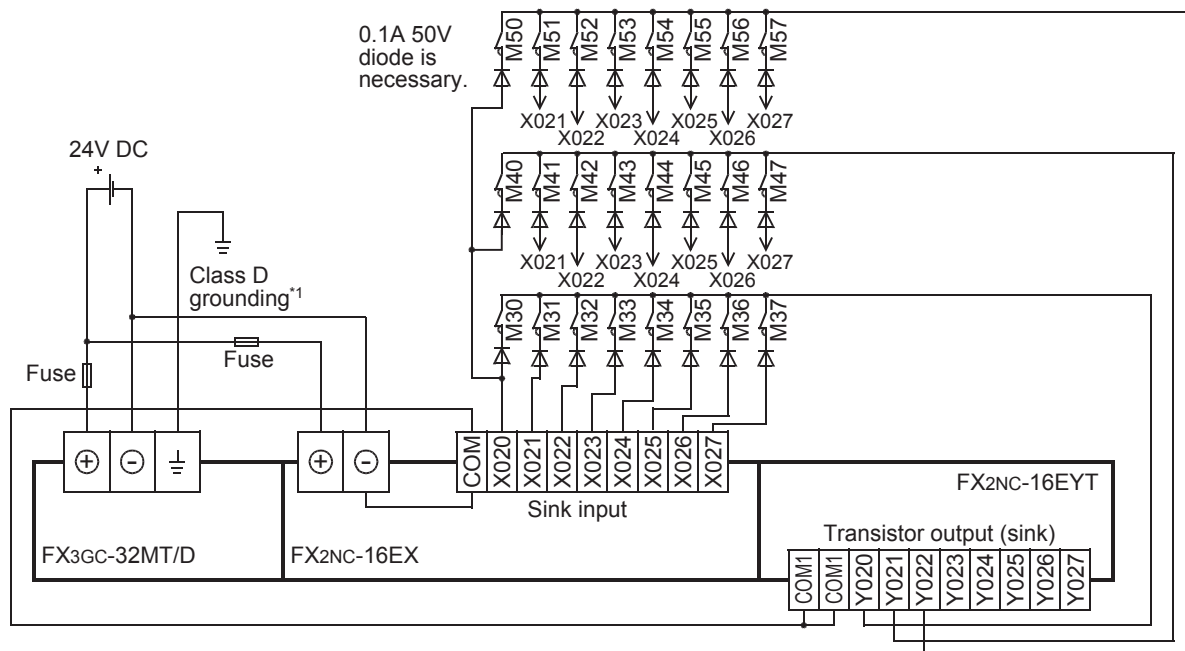 0.1A 50V
diode is
necessary.
M50
M51
M52
M53
M54
M55
M56
M57
X021
X022
X023
X024
X025
X026
X027
24V DC
+
M40
M41
M42
M43
M44
M45
M46
M47
X021
X022
X023
X024
X025
X026
X027
Class D
grounding*1
M30
M31
M32
M33
M34
M35
M36
M37
Fuse
Fuse
+
-
+
-
COM
X020
X021
X022
X023
X024
X025
X026
X027
Sink input
FX3GC-32MT/D
FX2NC-16EX
FX2NC-16EYT
Transistor output (sink)
COM1
COM1
Y020
Y021
Y022
Y023
Y024
Y025
Y026
Y027